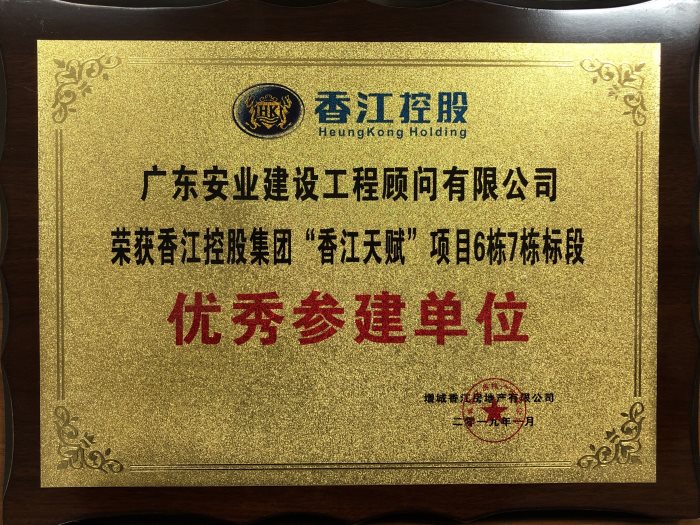 HK
香江控股
HeungKong Holding
广东安业建设工程顾问有限公司
荣获香江控股集团“香江天赋”项目6栋7栋标段
优秀参建单位
增城香江房地产有限公司
二零一九年一月